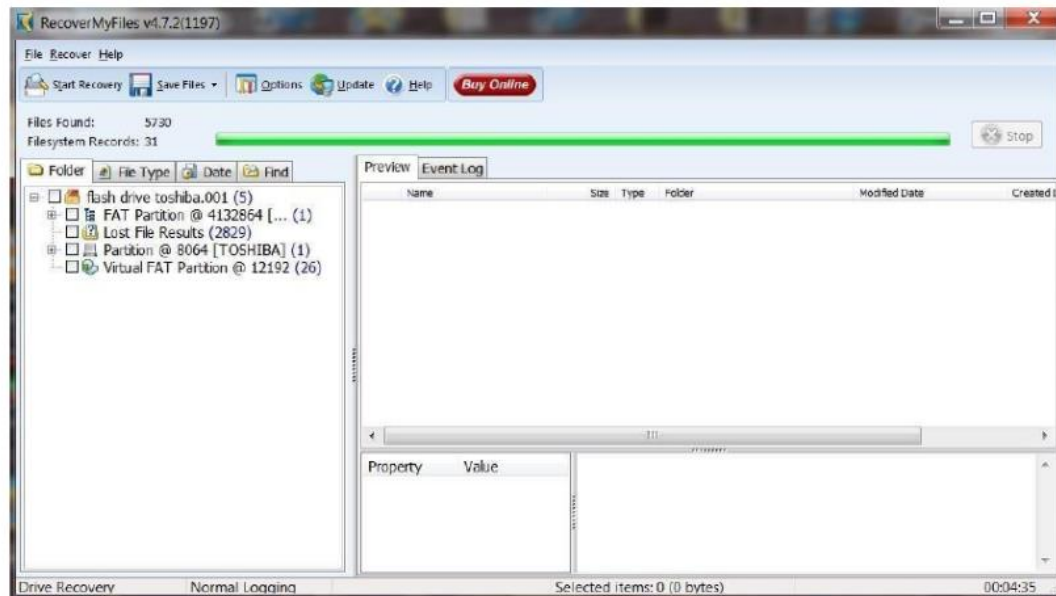 RecoverMyFiles v4.7.2(1197)
File Recover Help
Start Recovery Save Files Options Update Help Buy Online
Files Found: 5730
Filesystem Records: 31
Stop
Folder File Type Date Find
flash drive toshiba.001 (5)
FAT Partition @ 4132864 [... (1)
Lost File Results (2829)
Partition @ 8064 [TOSHIBA] (1)
Virtual FAT Partition @ 12192 (26)
Preview Event Log
Name Size Type Folder Modified Date Created
Property Value
Drive Recovery Normal Logging Selected items: 0 (0 bytes) 00:04:35